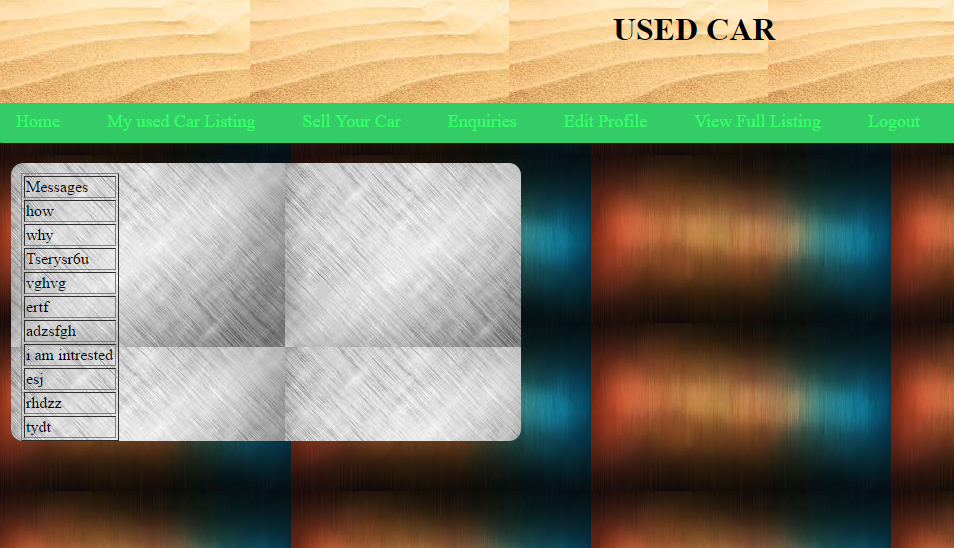 USED CAR
Home My used Car Listing Sell Your Car Enquiries Edit Profile View Full Listing Logout
Messages
how
why
Tserysr6u
vghvg
ertf
adzsfgh
i am intrested
esj
rhdzz
tydt